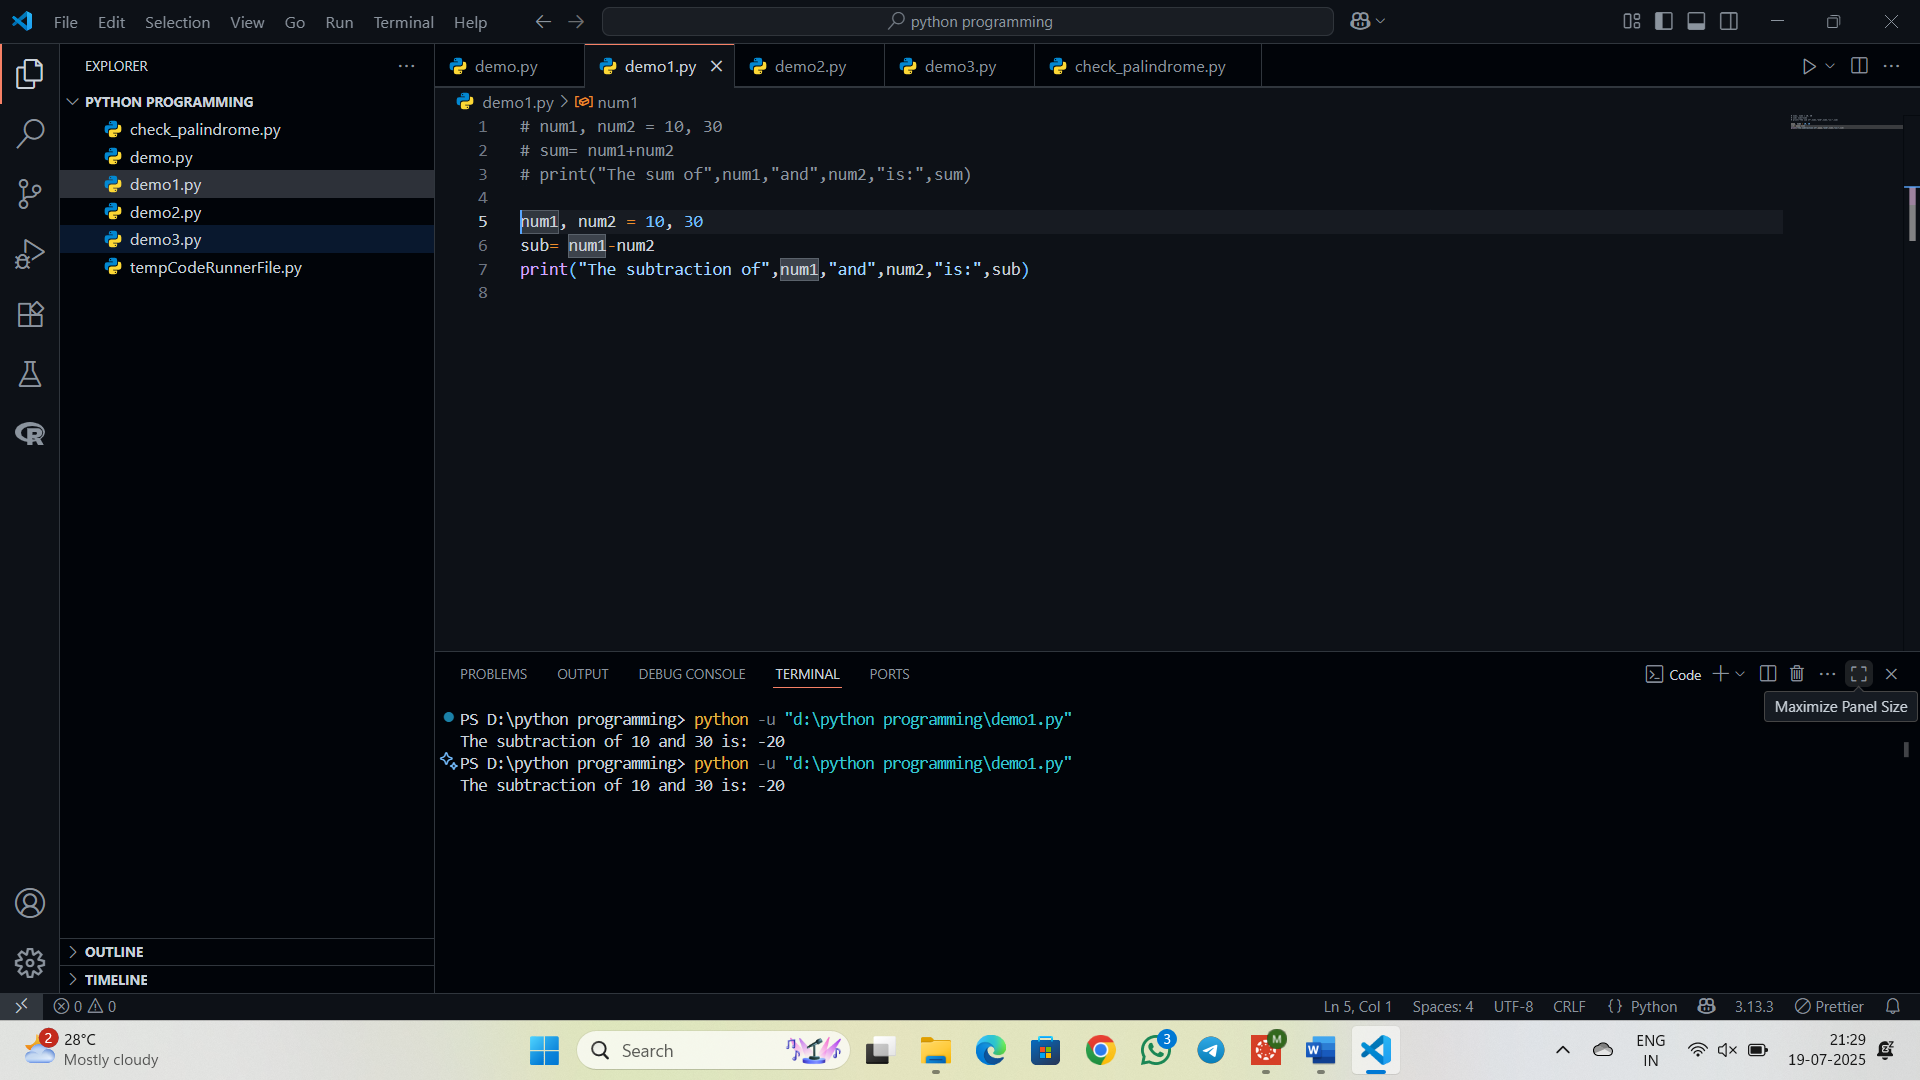 File Edit Selection View Go Run Terminal Help
python programming
EXPLORER
PYTHON PROGRAMMING
check_palindrome.py
demo.py
demo1.py
demo2.py
demo3.py
tempCodeRunnerFile.py
OUTLINE
TIMELINE
demo.py demo1.py demo2.py demo3.py check_palindrome.py
demo1.py > num1
1 # num1, num2 = 10, 30
2 # sum= num1+num2
3 # print("The sum of",num1,"and",num2,"is:",sum)
4
5 num1, num2 = 10, 30
6 sub= num1-num2
7 print("The subtraction of",num1,"and",num2,"is:",sub)
8
PROBLEMS OUTPUT DEBUG CONSOLE TERMINAL PORTS
Code
Maximize Panel Size
PS D:\python programming> python -u "d:\python programming\demo1.py"
The subtraction of 10 and 30 is: -20
PS D:\python programming> python -u "d:\python programming\demo1.py"
The subtraction of 10 and 30 is: -20
0 0
Ln 5, Col 1 Spaces: 4 UTF-8 CRLF {} Python 3.13.3 Prettier
2
28°C
Mostly cloudy
Search
3
M
ENG
IN
21:29
19-07-2025